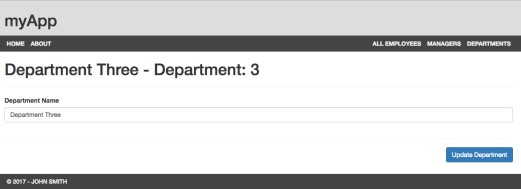 myApp
HOME ABOUT ALL EMPLOYEES MANAGERS DEPARTMENTS
Department Three - Department: 3
Department Name
Department Three
Update Department
© 2017 - JOHN SMITH